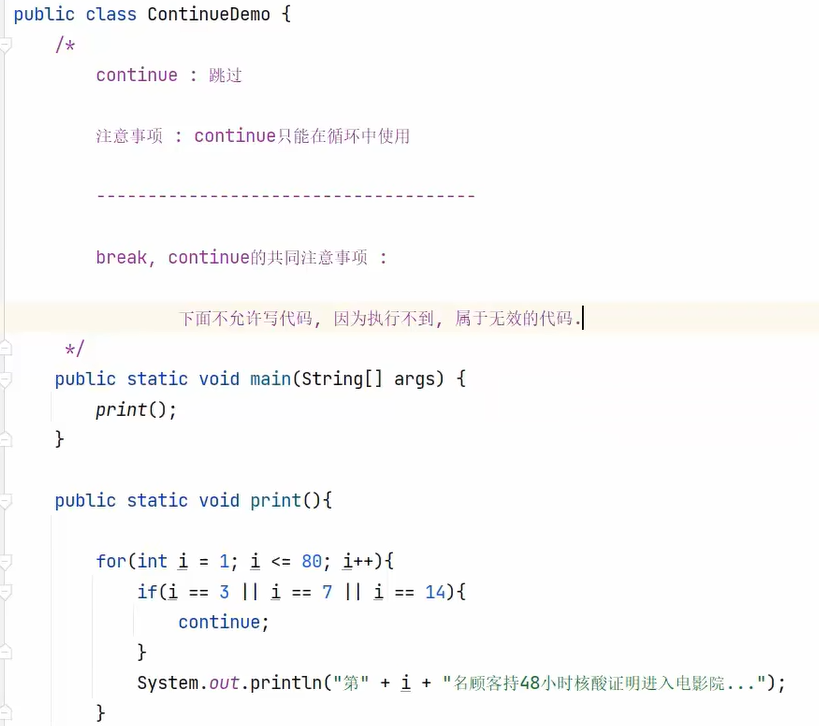 public class ContinueDemo {
/*
continue : 跳过
注意事项 : continue只能在循环中使用
-------------------------------------
break, continue的共同注意事项 :
下面不允许写代码, 因为执行不到, 属于无效的代码.
*/
public static void main(String[] args) {
print();
}
public static void print(){
for(int i = 1; i <= 80; i++){
if(i == 3 || i == 7 || i == 14){
continue;
}
System.out.println("第" + i + "名顾客持48小时核酸证明进入电影院...");
}